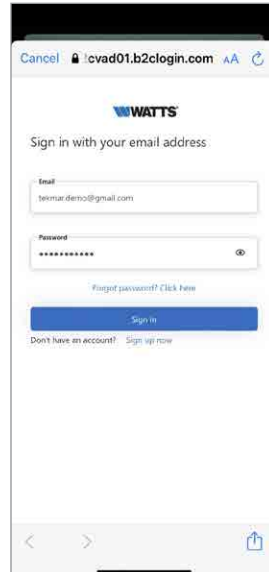 Cancel !cvad01.b2clogin.com AA
WATTS
Sign in with your email address
Email
tekmar.demo@gmail.com
Password
•••••••••••
Forgot password? Click here
Sign in
Don't have an account? Sign up now